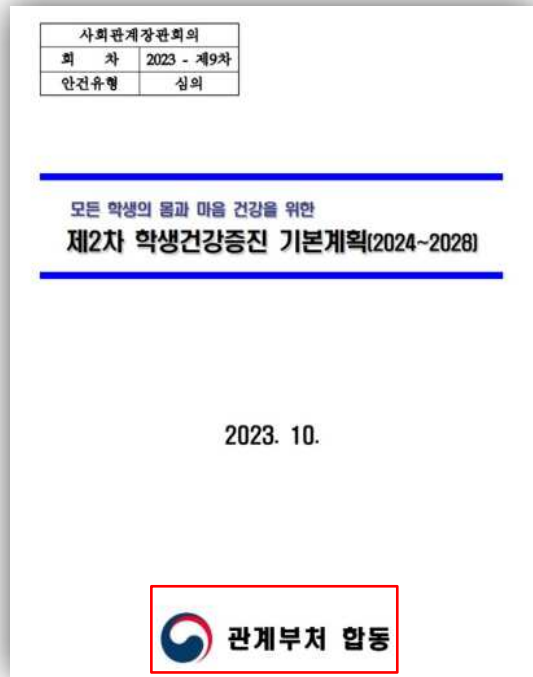 사회관계장관회의
회 차 2023 - 제9차
안건유형 심의
모든 학생의 몸과 마음 건강을 위한
제2차 학생건강증진 기본계획(2024~2028)
2023. 10.
관계부처 합동